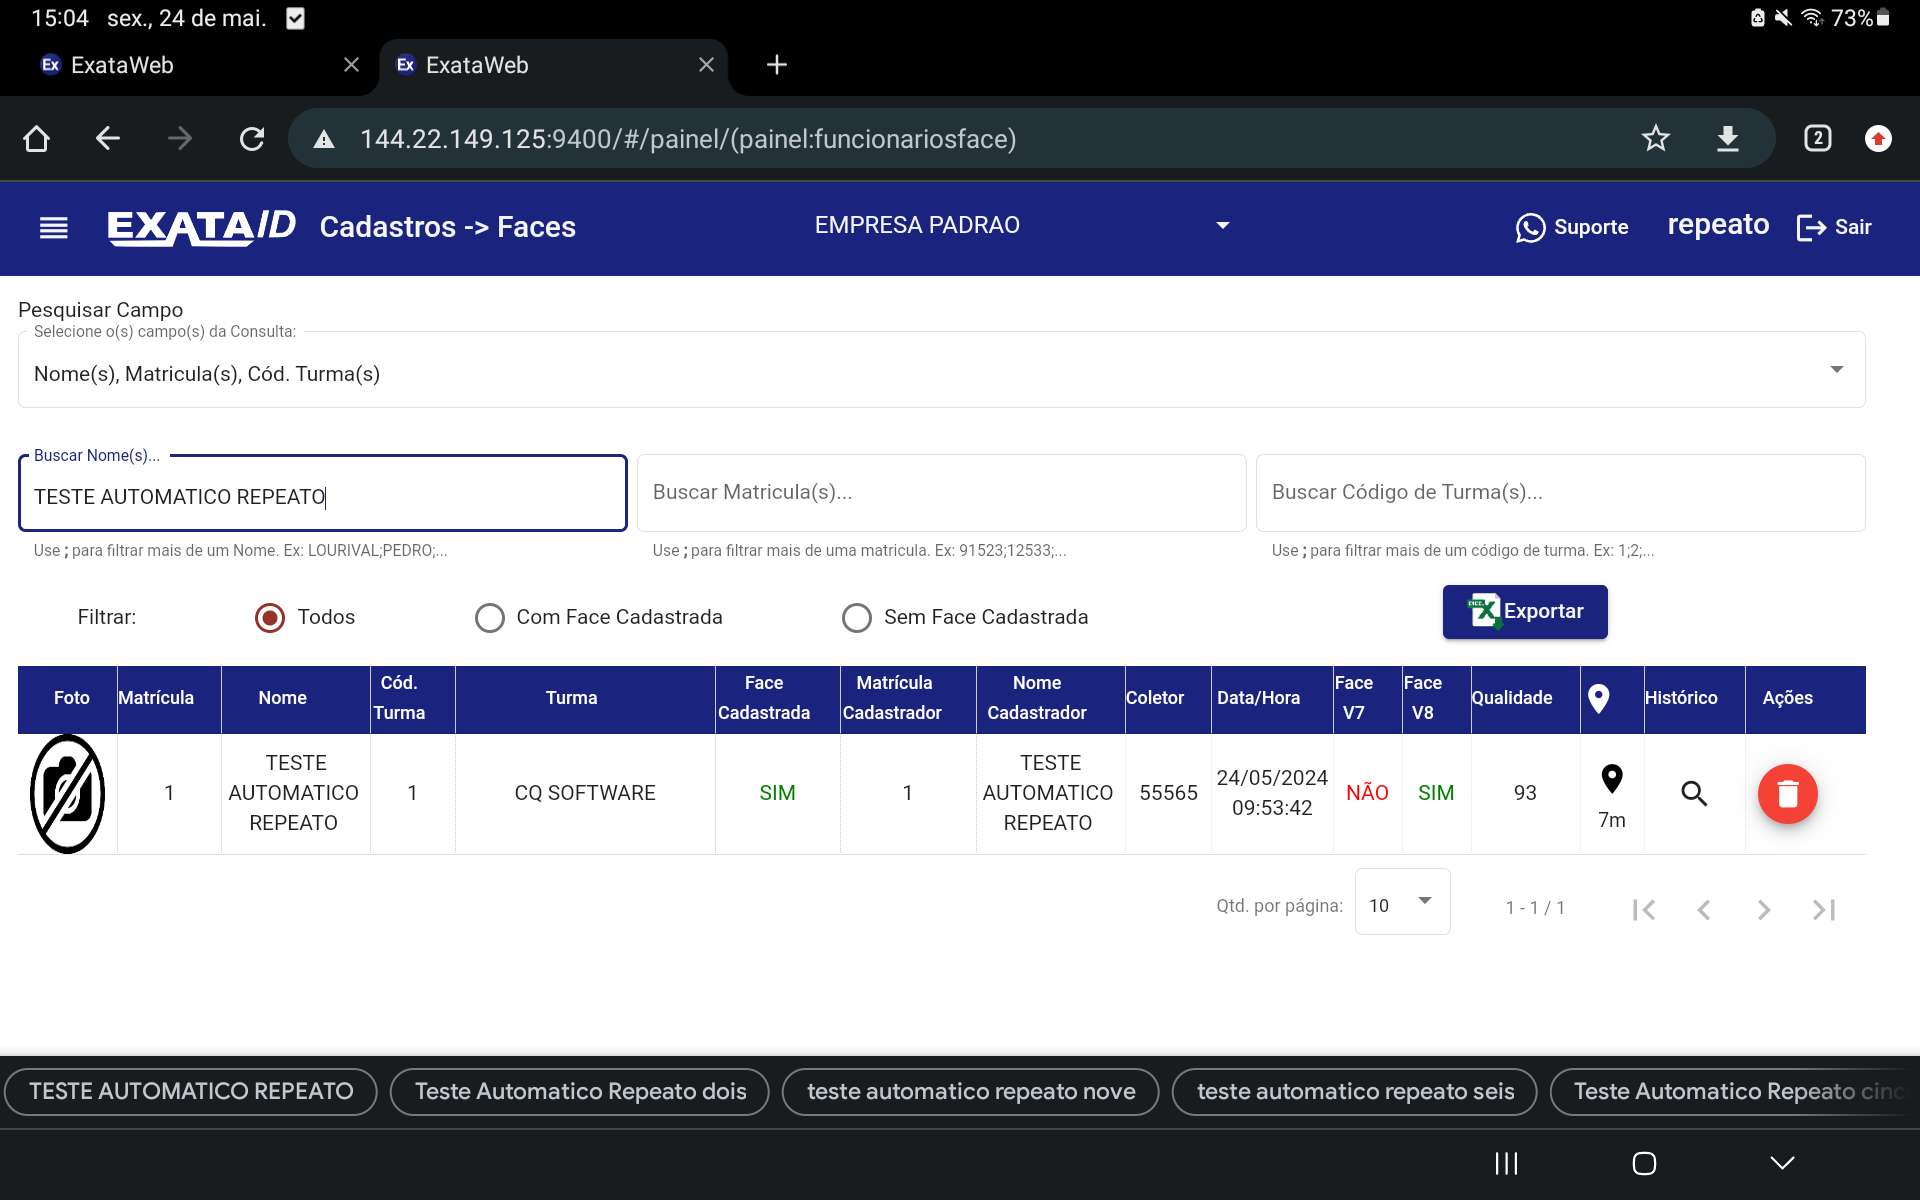 15:04 sex., 24 de mai. 73%
Ex ExataWeb Ex ExataWeb
144.22.149.125:9400/#/painel/(painel:funcionariosface) 2
EXATA/ID Cadastros -> Faces EMPRESA PADRAO Suporte repeato Sair
Pesquisar Campo
Selecione o(s) campo(s) da Consulta:
Nome(s), Matricula(s), Cód. Turma(s)
Buscar Nome(s)...
TESTE AUTOMATICO REPEATO Buscar Matricula(s)... Buscar Código de Turma(s)...
Use ; para filtrar mais de um Nome. Ex: LOURIVAL;PEDRO;... Use ; para filtrar mais de uma matricula. Ex: 91523;12533;... Use ; para filtrar mais de um código de turma. Ex: 1;2;...
Filtrar: Todos Com Face Cadastrada Sem Face Cadastrada Exportar
Foto Matrícula Nome Cód. Turma Turma Face Cadastrada Matrícula Cadastrador Nome Cadastrador Coletor Data/Hora Face V7 Face V8 Qualidade Histórico Ações
1 TESTE AUTOMATICO REPEATO 1 CQ SOFTWARE SIM 1 TESTE AUTOMATICO REPEATO 55565 24/05/2024 09:53:42 NÃO SIM 93 7m
Qtd. por página: 10 1 - 1 / 1
TESTE AUTOMATICO REPEATO Teste Automatico Repeato dois teste automatico repeato nove teste automatico repeato seis Teste Automatico Repeato cinc